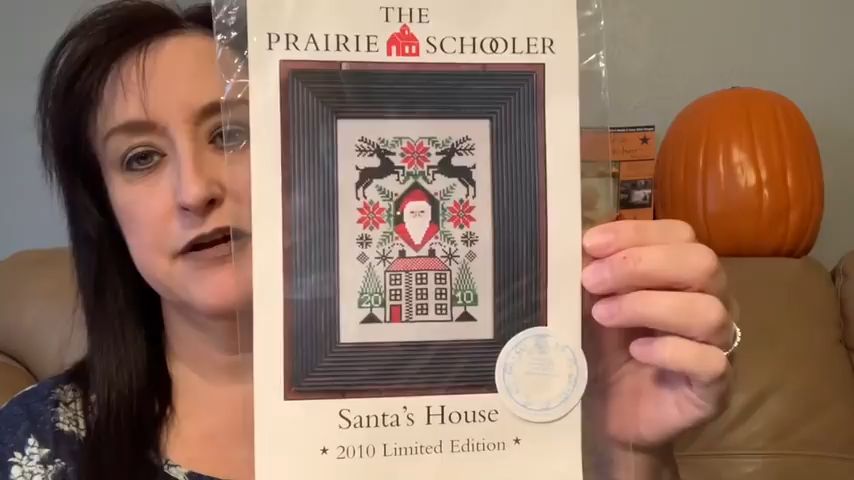 THE
PRAIRIE SCHOOLER
20 10
Santa's House
★ 2010 Limited Edition ★